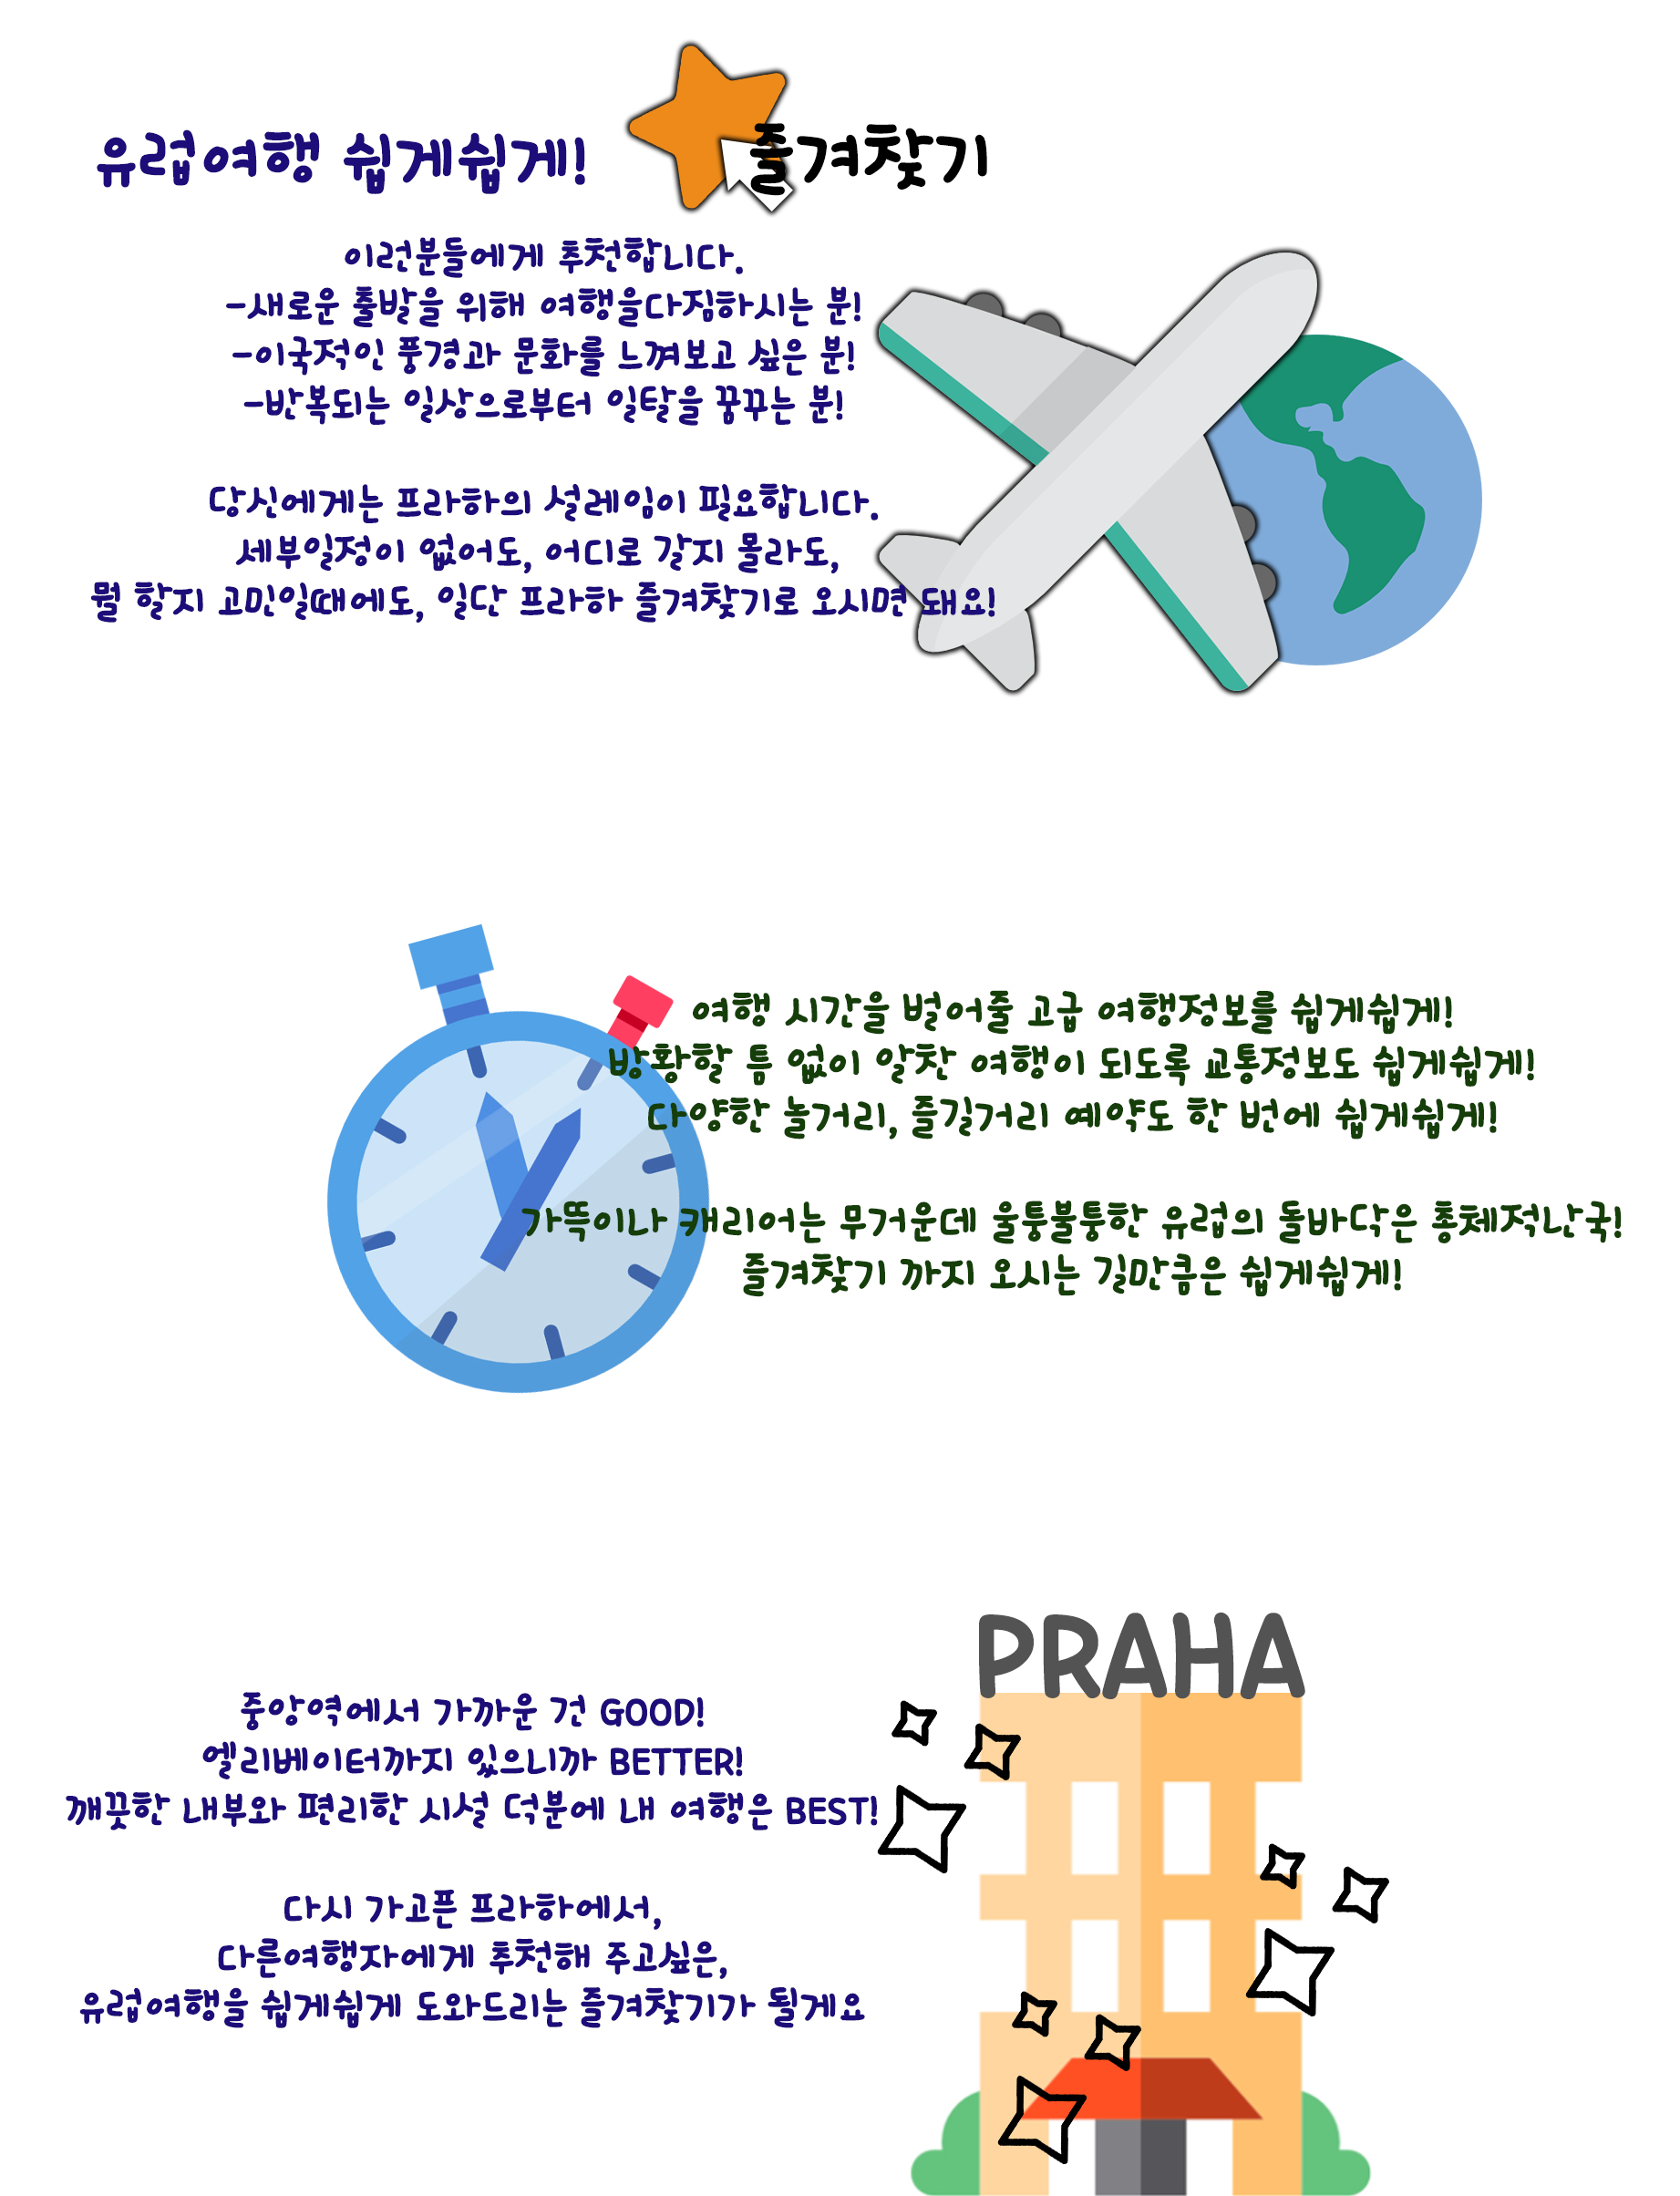 유럽여행 쉽게쉽게! 즐겨찾기
이런분들에게 추천합니다.
-새로운 출발을 위해 여행을다짐하시는 분!
-이국적인 풍경과 문화를 느껴보고 싶은 분!
-반복되는 일상으로부터 일탈을 꿈꾸는 분!
당신에게는 프라하의 설레임이 필요합니다.
세부일정이 없어도, 어디로 갈지 몰라도,
뭘 할지 고민일때에도, 일단 프라하 즐겨찾기로 오시면 돼요!
여행 시간을 벌어줄 고급 여행정보를 쉽게쉽게!
방황할 틈 없이 알찬 여행이 되도록 교통정보도 쉽게쉽게!
다양한 놀거리, 즐길거리 예약도 한 번에 쉽게쉽게!
가뜩이나 캐리어는 무거운데 울퉁불퉁한 유럽의 돌바닥은 총체적난국!
즐겨찾기 까지 오시는 길만큼은 쉽게쉽게!
PRAHA
중앙역에서 가까운 건 GOOD!
엘리베이터까지 있으니까 BETTER!
깨끗한 내부와 편리한 시설 덕분에 내 여행은 BEST!
다시 가고픈 프라하에서,
다른여행자에게 추천해 주고싶은,
유럽여행을 쉽게쉽게 도와드리는 즐겨찾기가 될게요